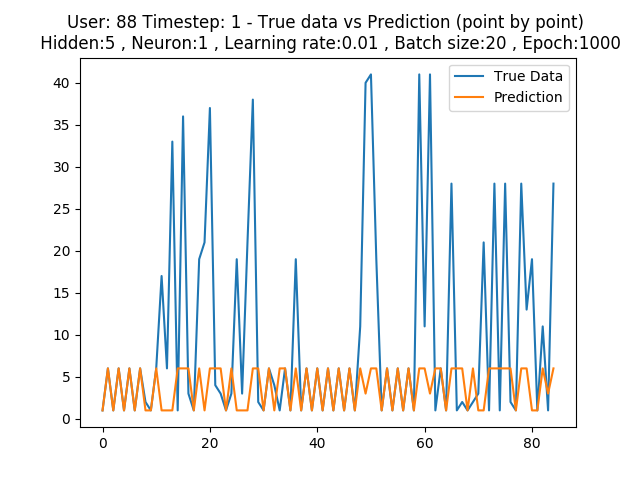 User: 88 Timestep: 1 - True data vs Prediction (point by point)
Hidden:5 , Neuron:1 , Learning rate:0.01 , Batch size:20 , Epoch:1000
True Data
Prediction
40
35
30
25
20
15
10
5
0
0 20 40 60 80